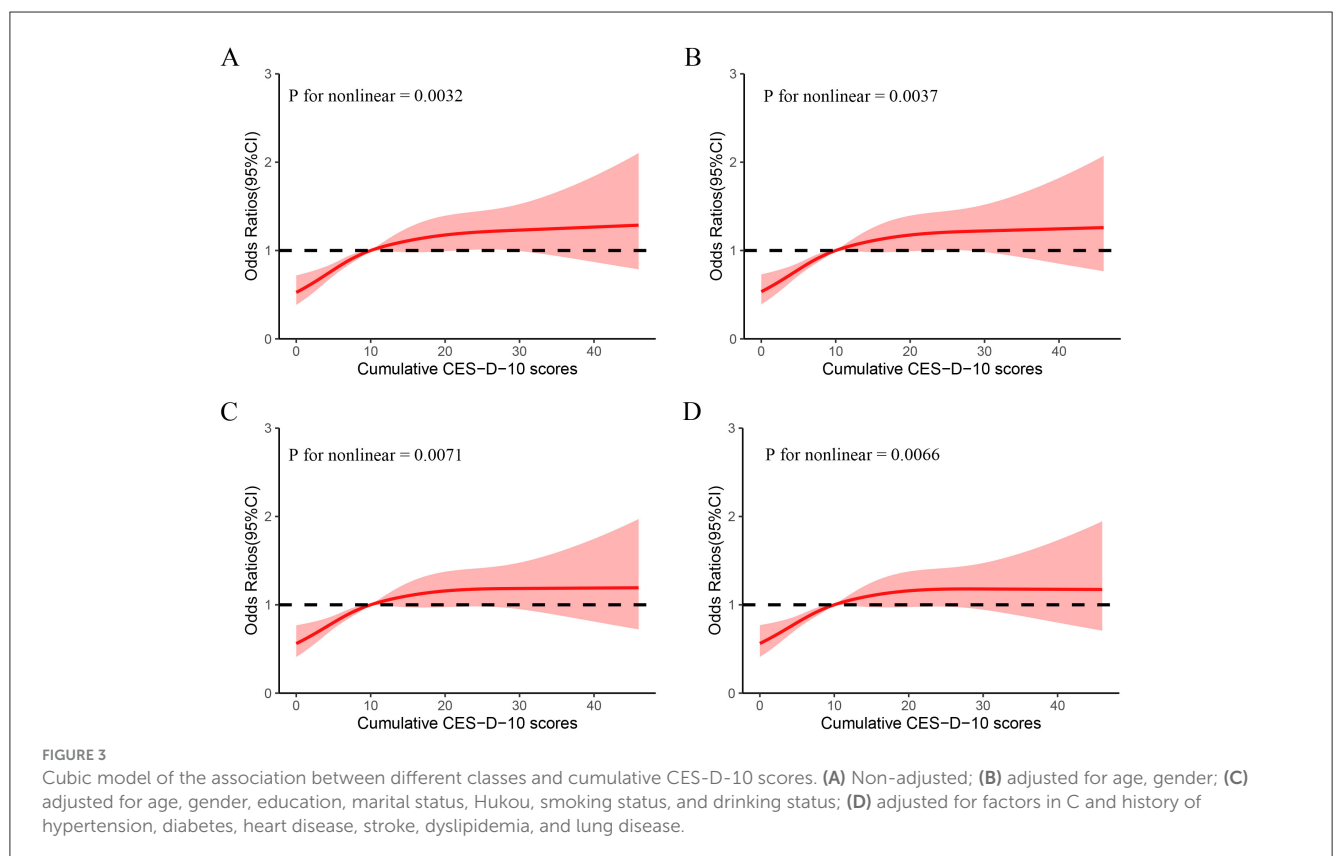 A
3
P for nonlinear = 0.0032
2
1
0
Odds Ratios(95%CI)
0 10 20 30 40
Cumulative CES−D−10 scores
B
3
P for nonlinear = 0.0037
2
1
0
Odds Ratios(95%CI)
0 10 20 30 40
Cumulative CES−D−10 scores
C
3
P for nonlinear = 0.0071
2
1
0
Odds Ratios(95%CI)
0 10 20 30 40
Cumulative CES−D−10 scores
D
3
P for nonlinear = 0.0066
2
1
0
Odds Ratios(95%CI)
0 10 20 30 40
Cumulative CES−D−10 scores
FIGURE 3
Cubic model of the association between different classes and cumulative CES-D-10 scores. (A) Non-adjusted; (B) adjusted for age, gender; (C)
adjusted for age, gender, education, marital status, Hukou, smoking status, and drinking status; (D) adjusted for factors in C and history of
hypertension, diabetes, heart disease, stroke, dyslipidemia, and lung disease.